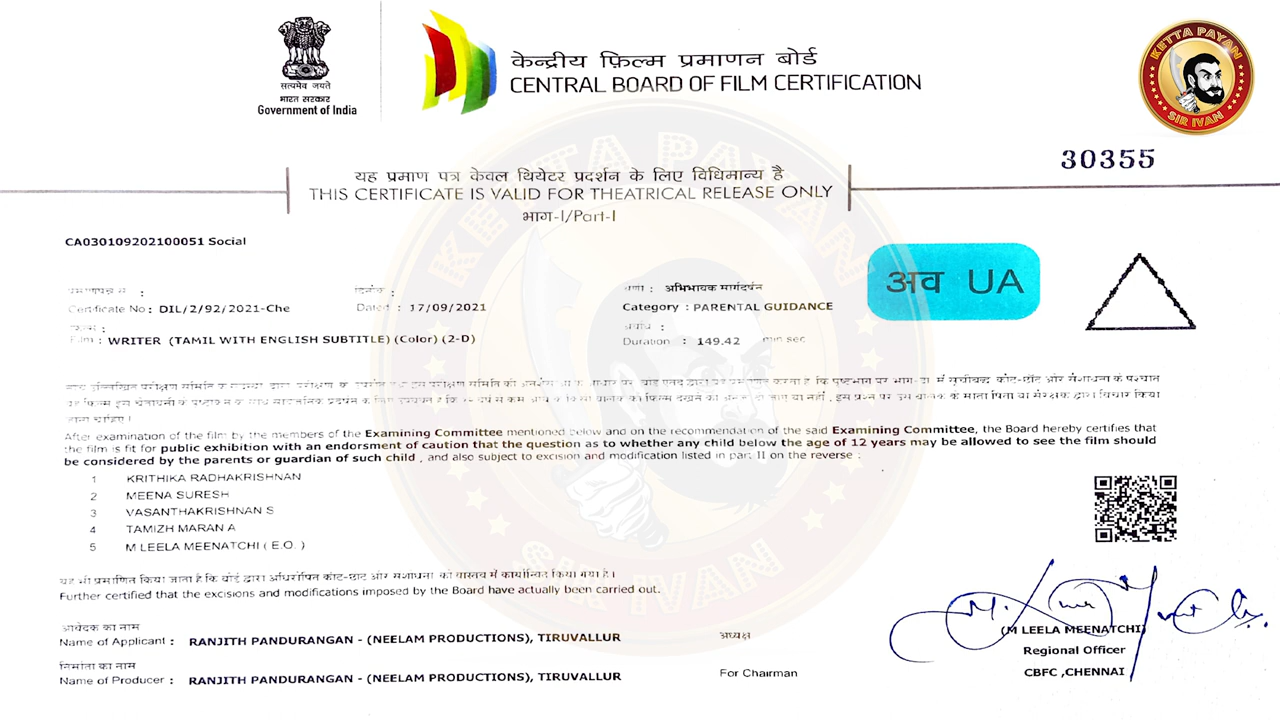 सत्यमेव जयते
भारत सरकार
Government of India
केन्द्रीय फ़िल्म प्रमाणन बोर्ड
CENTRAL BOARD OF FILM CERTIFICATION
KETTA PAYAN
SIR IVAN
30355
यह प्रमाण पत्र केवल थियेटर प्रदर्शन के लिए विधिमान्य है
THIS CERTIFICATE IS VALID FOR THEATRICAL RELEASE ONLY
भाग-I/Part-I
CA030109202100051 Social
अव UA
दिनांक :
: अभिभावक मार्गदर्शन
Certificate No : DIL/2/92/2021-Che
Dated : 17/09/2021
Category : PARENTAL GUIDANCE
Film : WRITER (TAMIL WITH ENGLISH SUBTITLE) (Color) (2-D)
Duration : 149.42 min sec
After examination of the film by the members of the Examining Committee mentioned below and on the recommendation of the said Examining Committee, the Board hereby certifies that
the film is fit for public exhibition with an endorsment of caution that the question as to whether any child below the age of 12 years may be allowed to see the film should
be considered by the parents or guardian of such child , and also subject to excision and modification listed in part II on the reverse :
1 KRITHIKA RADHAKRISHNAN
2 MEENA SURESH
3 VASANTHAKRISHNAN S
4 TAMIZH MARAN A
5 M LEELA MEENATCHI ( E.O. )
यह भी प्रमाणित किया जाता है कि बोर्ड द्वारा अधिरोपित काट-छाट और को वास्तव में कार्यान्वित किया गया है।
Further certified that the excisions and modifications imposed by the Board have actually been carried out.
आवेदक का नाम
Name of Applicant : RANJITH PANDURANGAN - (NEELAM PRODUCTIONS), TIRUVALLUR
अध्यक्ष
(M LEELA MEENATCHI)
Regional Officer
निर्माता का नाम
Name of Producer : RANJITH PANDURANGAN - (NEELAM PRODUCTIONS), TIRUVALLUR
For Chairman
CBFC ,CHENNAI
KETTA PAYAN
SIR IVAN